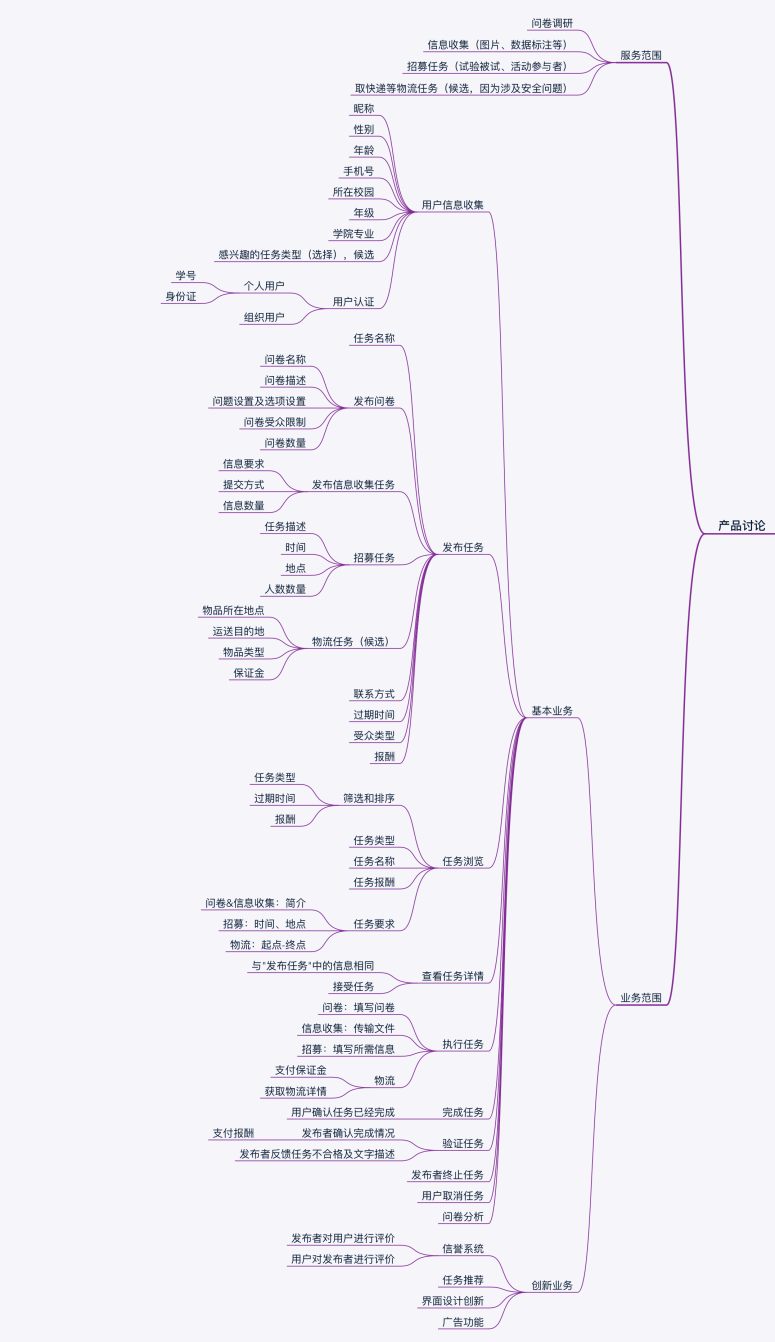 问卷调研
信息收集（图片、数据标注等）
服务范围
招募任务（试验被试、活动参与者）
取快递等物流任务（候选，因为涉及安全问题）
昵称
性别
年龄
手机号
所在校园
用户信息收集
年级
学院专业
感兴趣的任务类型（选择），候选
学号
个人用户
身份证
用户认证
组织用户
任务名称
问卷名称
问卷描述
问题设置及选项设置
发布问卷
问卷受众限制
问卷数量
信息要求
提交方式
发布信息收集任务
信息数量
产品讨论
任务描述
时间
发布任务
招募任务
地点
人数数量
物品所在地点
运送目的地
物流任务（候选）
物品类型
保证金
联系方式
过期时间
基本业务
受众类型
报酬
任务类型
过期时间
筛选和排序
报酬
任务类型
任务名称
任务浏览
任务报酬
问卷&信息收集：简介
招募：时间、地点
任务要求
物流：起点-终点
与"发布任务"中的信息相同
查看任务详情
接受任务
业务范围
问卷：填写问卷
信息收集：传输文件
执行任务
招募：填写所需信息
支付保证金
物流
获取物流详情
用户确认任务已经完成
完成任务
支付报酬
发布者确认完成情况
验证任务
发布者反馈任务不合格及文字描述
发布者终止任务
用户取消任务
问卷分析
发布者对用户进行评价
信誉系统
用户对发布者进行评价
任务推荐
创新业务
界面设计创新
广告功能